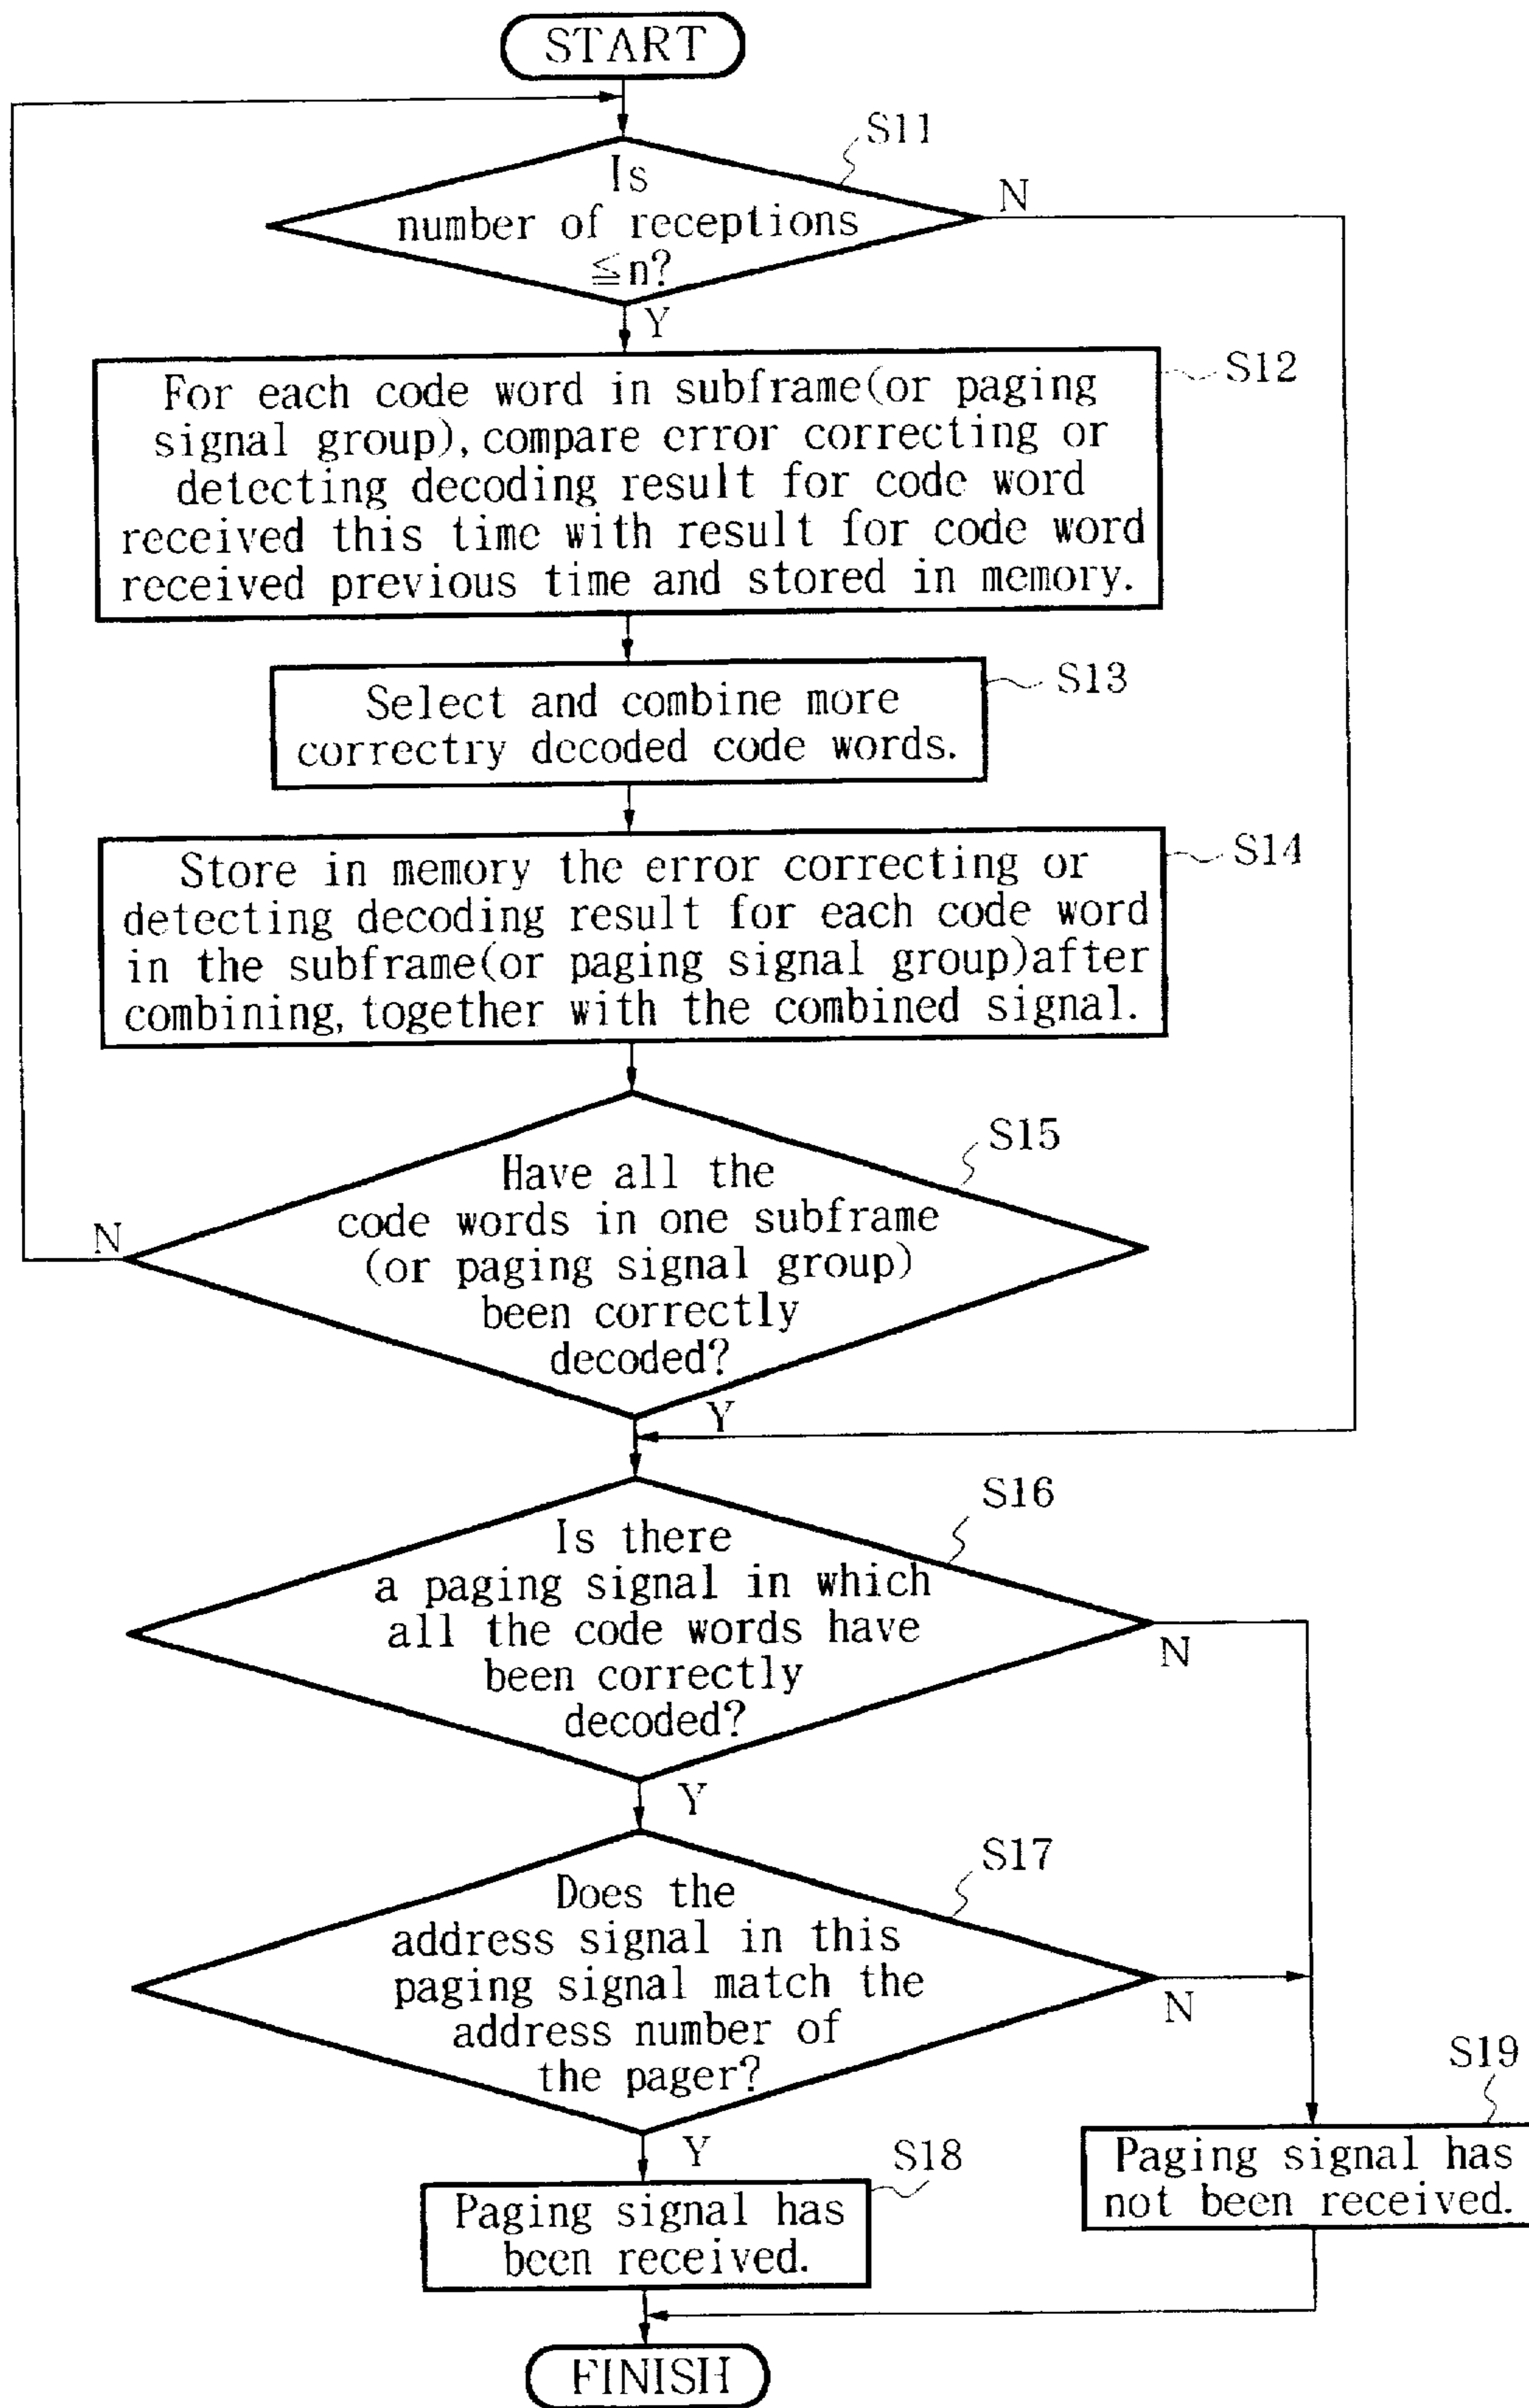 START
S11
Is
number of receptions
≦n?
N
Y
S12
For each code word in subframe(or paging
signal group), compare error correcting or
detecting decoding result for code word
received this time with result for code word
received previous time and stored in memory.
S13
Select and combine more
correctry decoded code words.
S14
Store in memory the error correcting or
detecting decoding result for each code word
in the subframe(or paging signal group)after
combining, together with the combined signal.
S15
Have all the
code words in one subframe
(or paging signal group)
been correctly
decoded?
N
Y
S16
Is there
a paging signal in which
all the code words have
been correctly
decoded?
N
Y
S17
Does the
address signal in this
paging signal match the
address number of
the pager?
N
Y
S18
Paging signal has
been received.
S19
Paging signal has
not been received.
FINISH